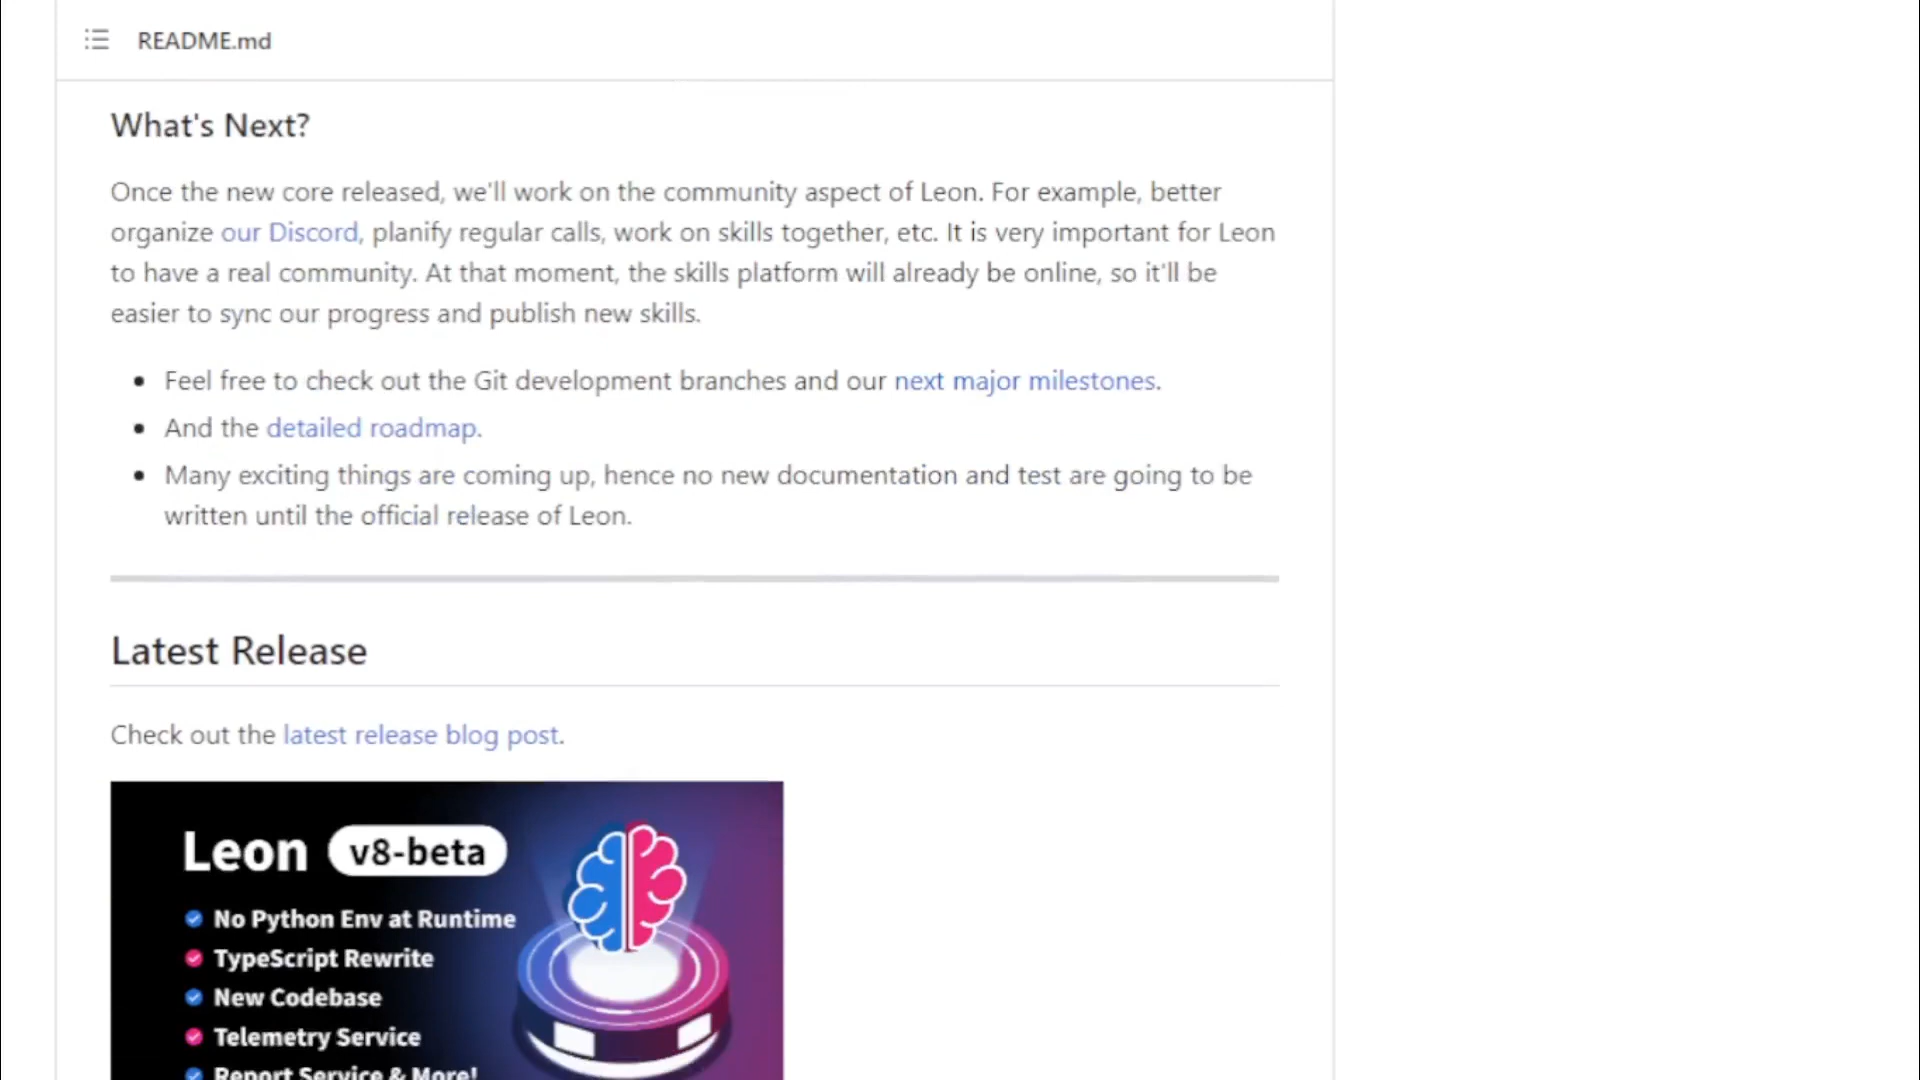 README.md
What's Next?
Once the new core released, we'll work on the community aspect of Leon. For example, better
organize our Discord, planify regular calls, work on skills together, etc. It is very important for Leon
to have a real community. At that moment, the skills platform will already be online, so it'll be
easier to sync our progress and publish new skills.
Feel free to check out the Git development branches and our next major milestones.
And the detailed roadmap.
Many exciting things are coming up, hence no new documentation and test are going to be
written until the official release of Leon.
Latest Release
Check out the latest release blog post.
Leon v8-beta
No Python Env at Runtime
TypeScript Rewrite
New Codebase
Telemetry Service
Report Service & More!